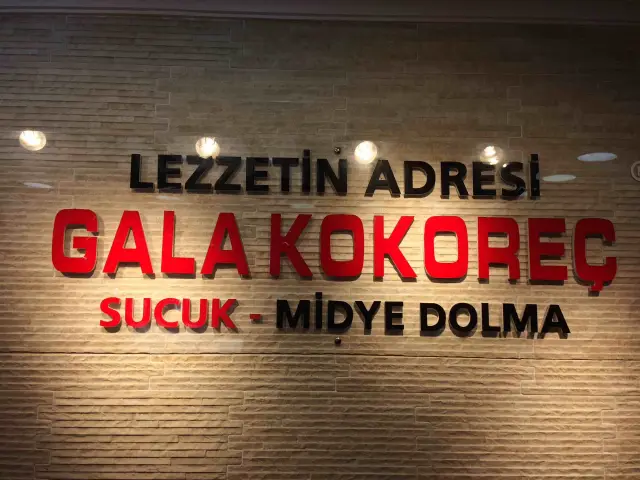 LEZZETİN ADRESİ
GALA KOKOREÇ
SUCUK - MİDYE DOLMA